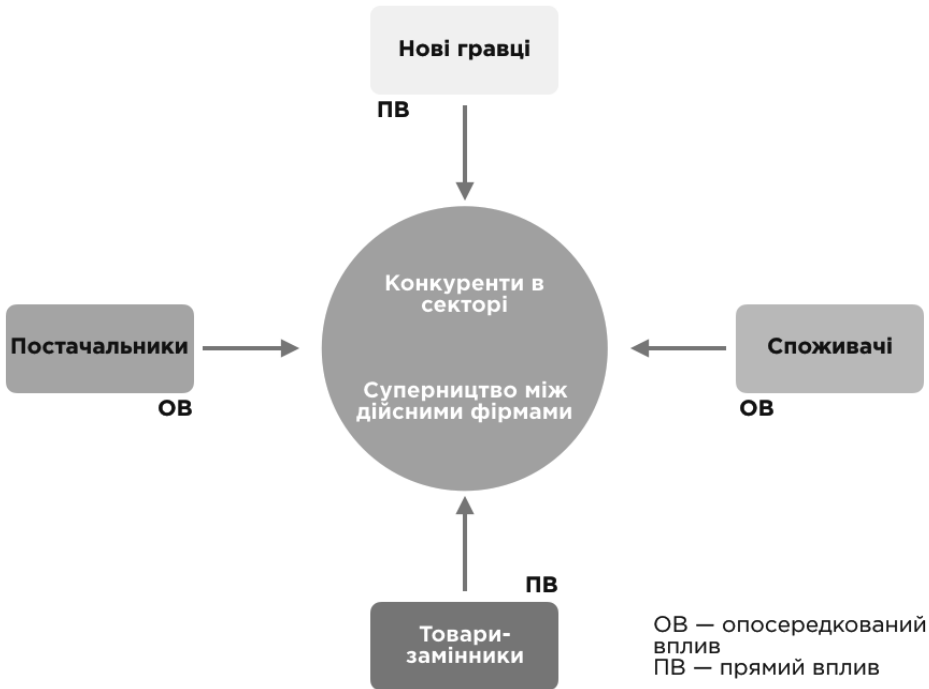 Нові гравці
ПВ
Конкуренти в
секторі
Постачальники
Споживачі
Суперництво між
дійсними фірмами
ОВ
ОВ
ПВ
Товари-
замінники
ОВ — опосередкований
вплив
ПВ — прямий вплив